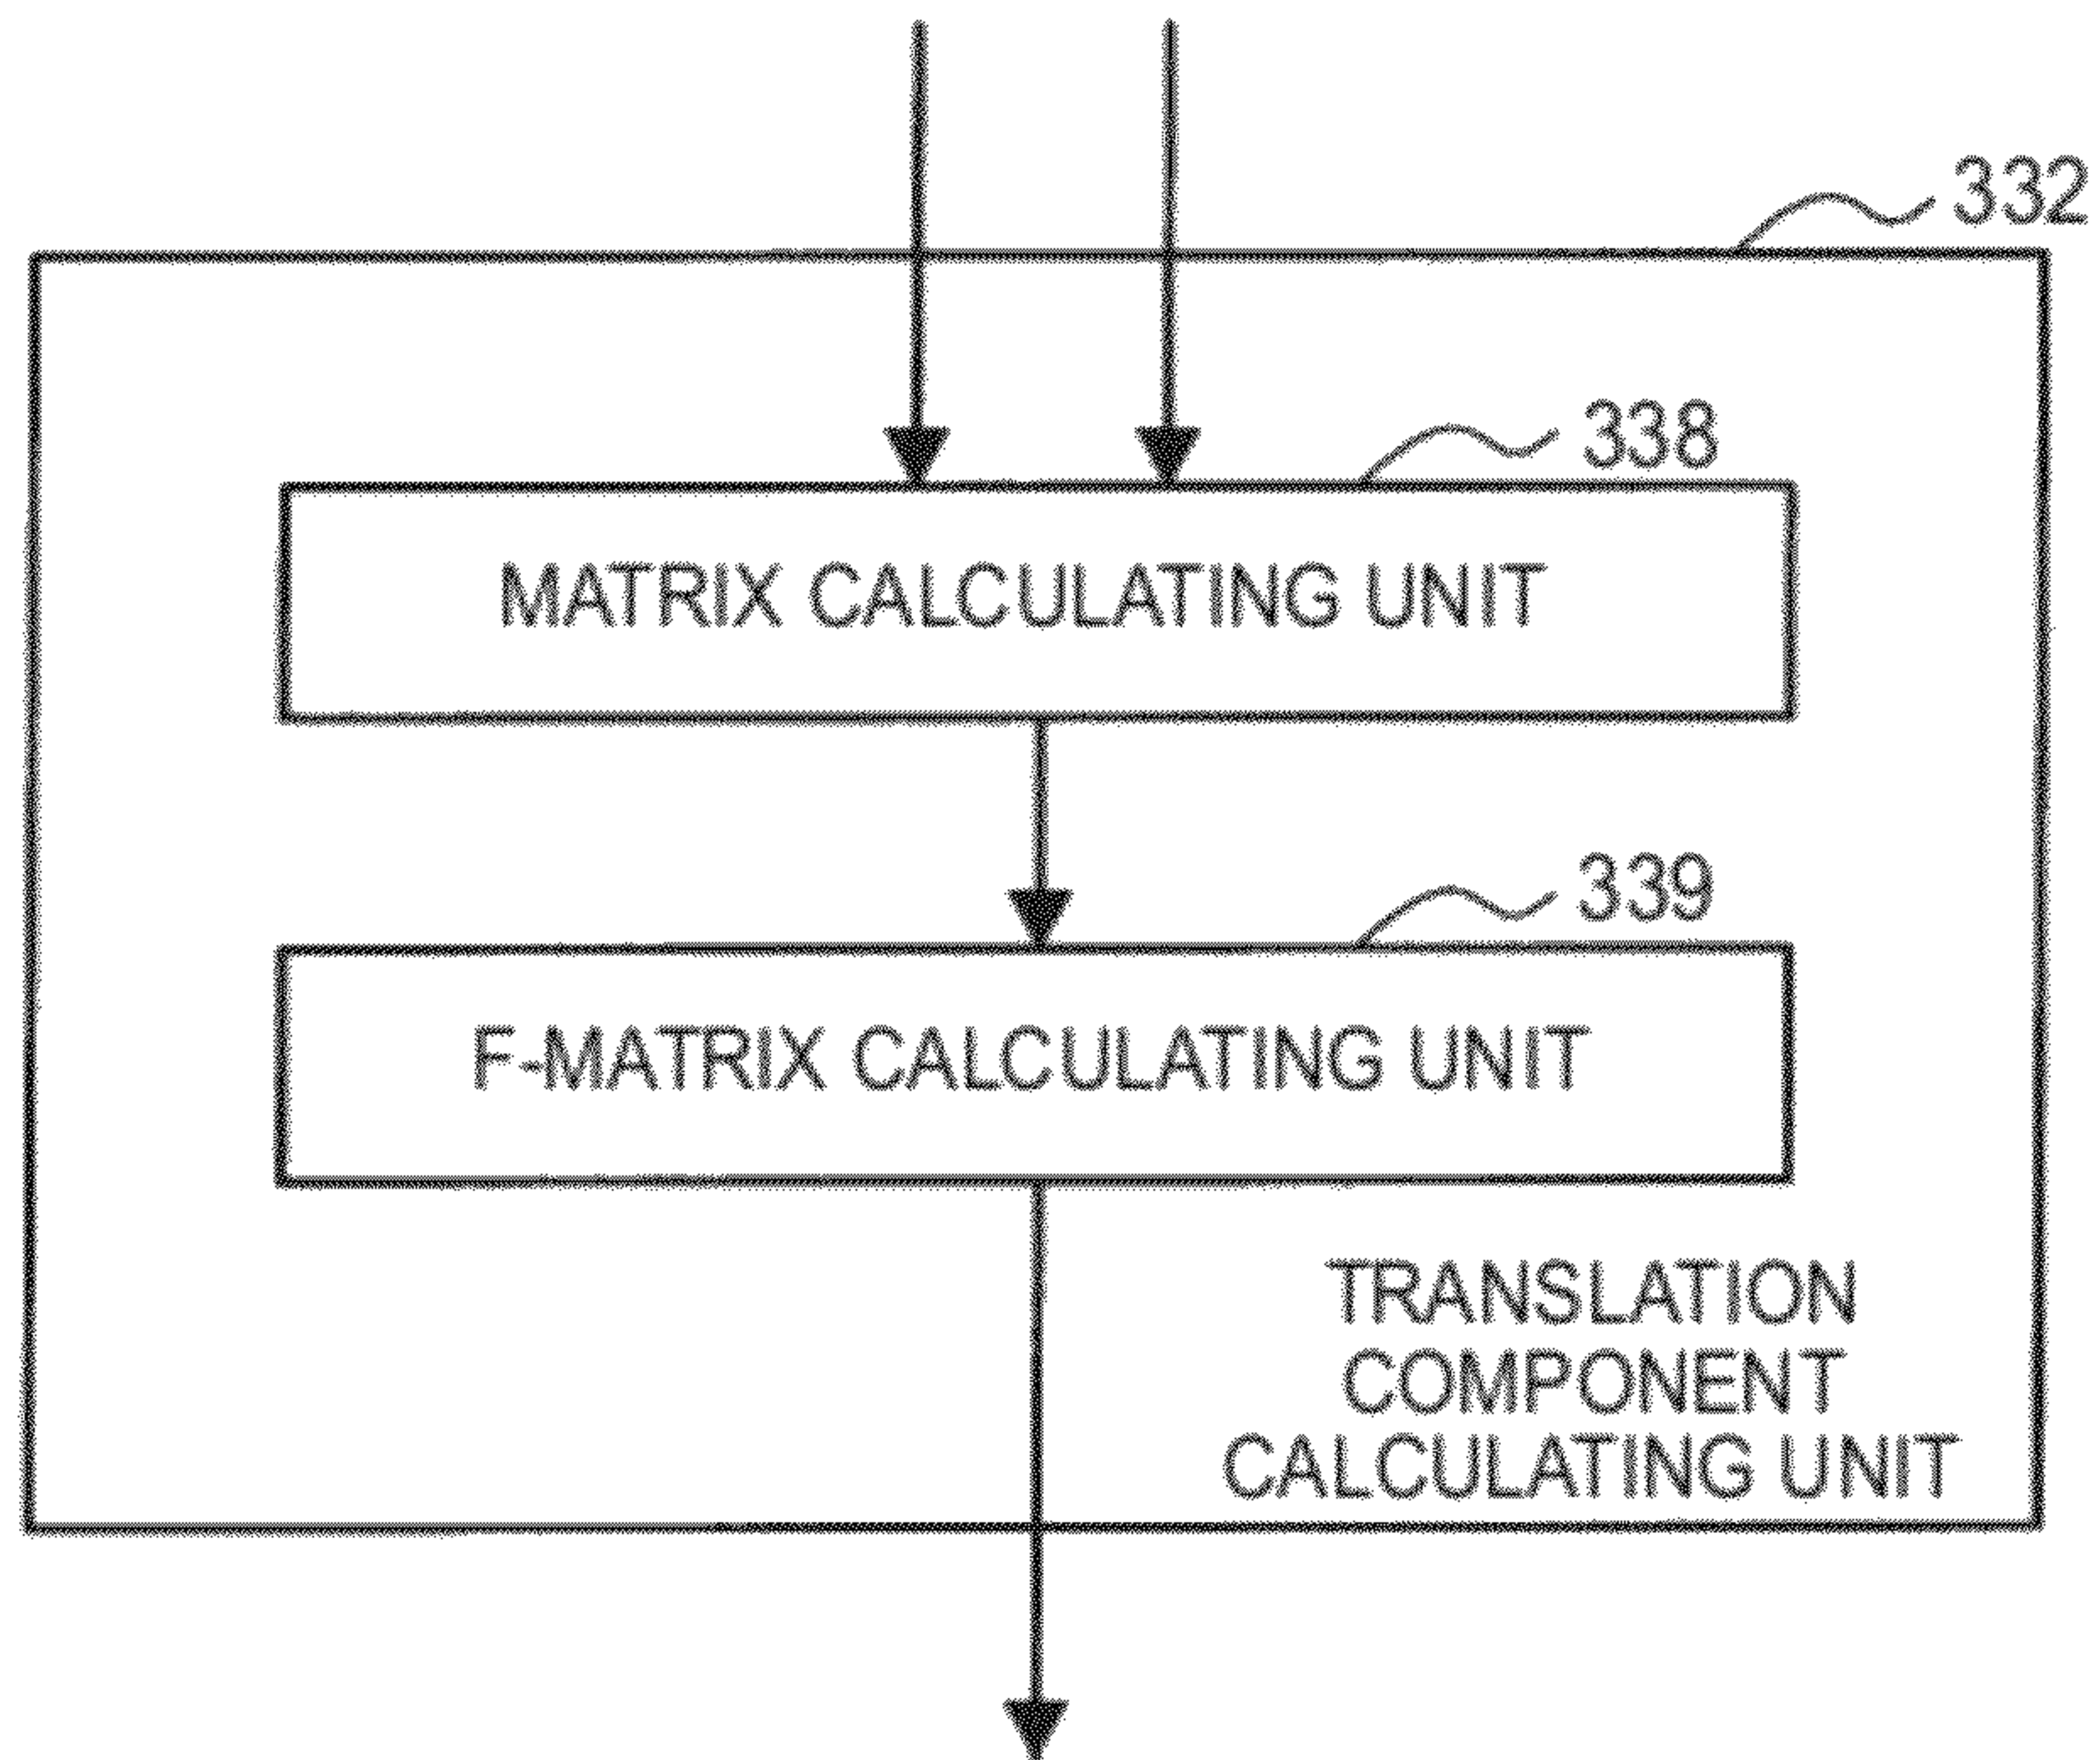 332
338
MATRIX CALCULATING UNIT
339
F-MATRIX CALCULATING UNIT
TRANSLATION
COMPONENT
CALCULATING UNIT